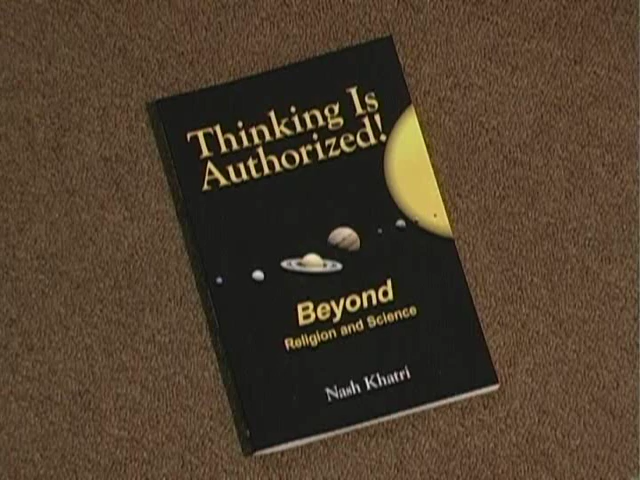 Thinking Is
Authorized!
Beyond
Religion and Science
Nash Khatri